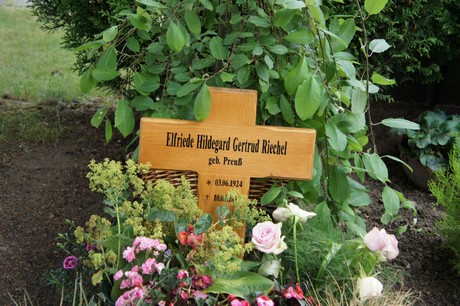 Elfriede Hildegard Gertrud Riechel
geb. Preuß
* 03.06.1924